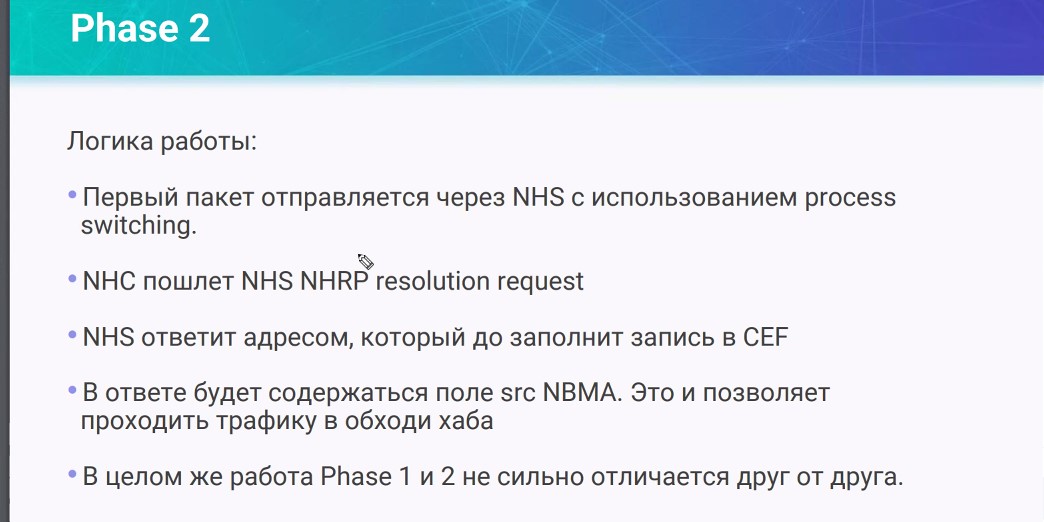 Phase 2
Логика работы:
•Первый пакет отправляется через NHS с использованием process
switching.
•NHC пошлет NHS NHRP resolution request
•NHS ответит адресом, который до заполнит запись в CEF
•В ответе будет содержаться поле src NBMA. Это и позволяет
проходить трафику в обходи хаба
•В целом же работа Phase 1 и 2 не сильно отличается друг от друга.